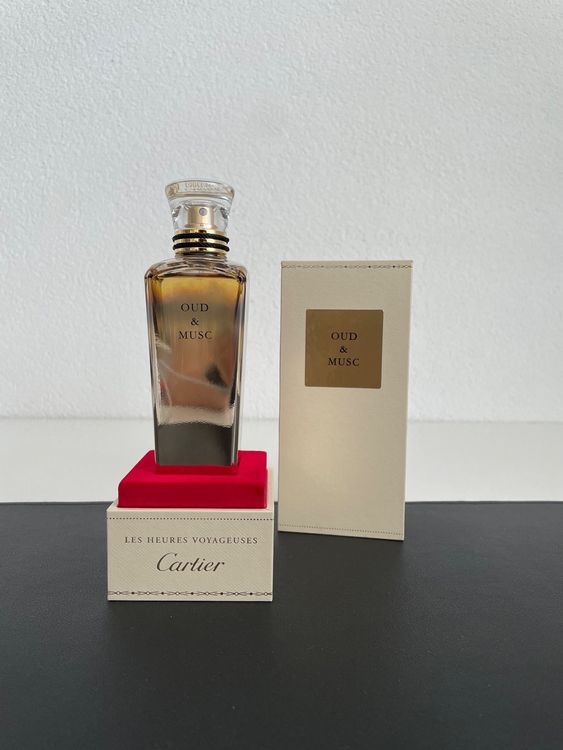 OUD
&
MUSC
LES HEURES VOYAGEUSES
Cartier
OUD
&
MUSC